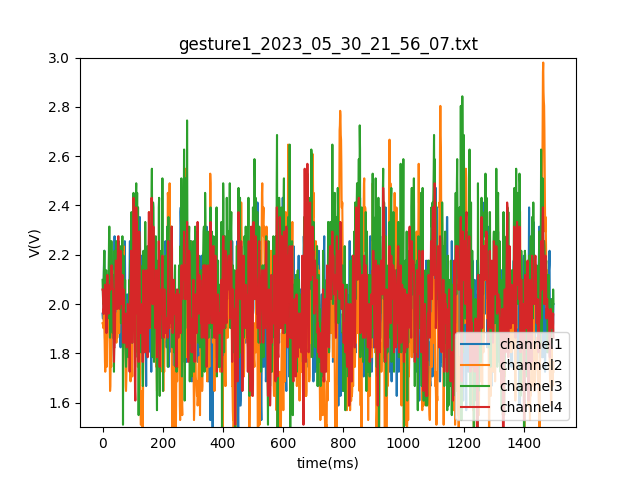 gesture1_2023_05_30_21_56_07.txt
V(V)
3.0
2.8
2.6
2.4
2.2
2.0
1.8
1.6
channel1
channel2
channel3
channel4
0 200 400 600 800 1000 1200 1400
time(ms)